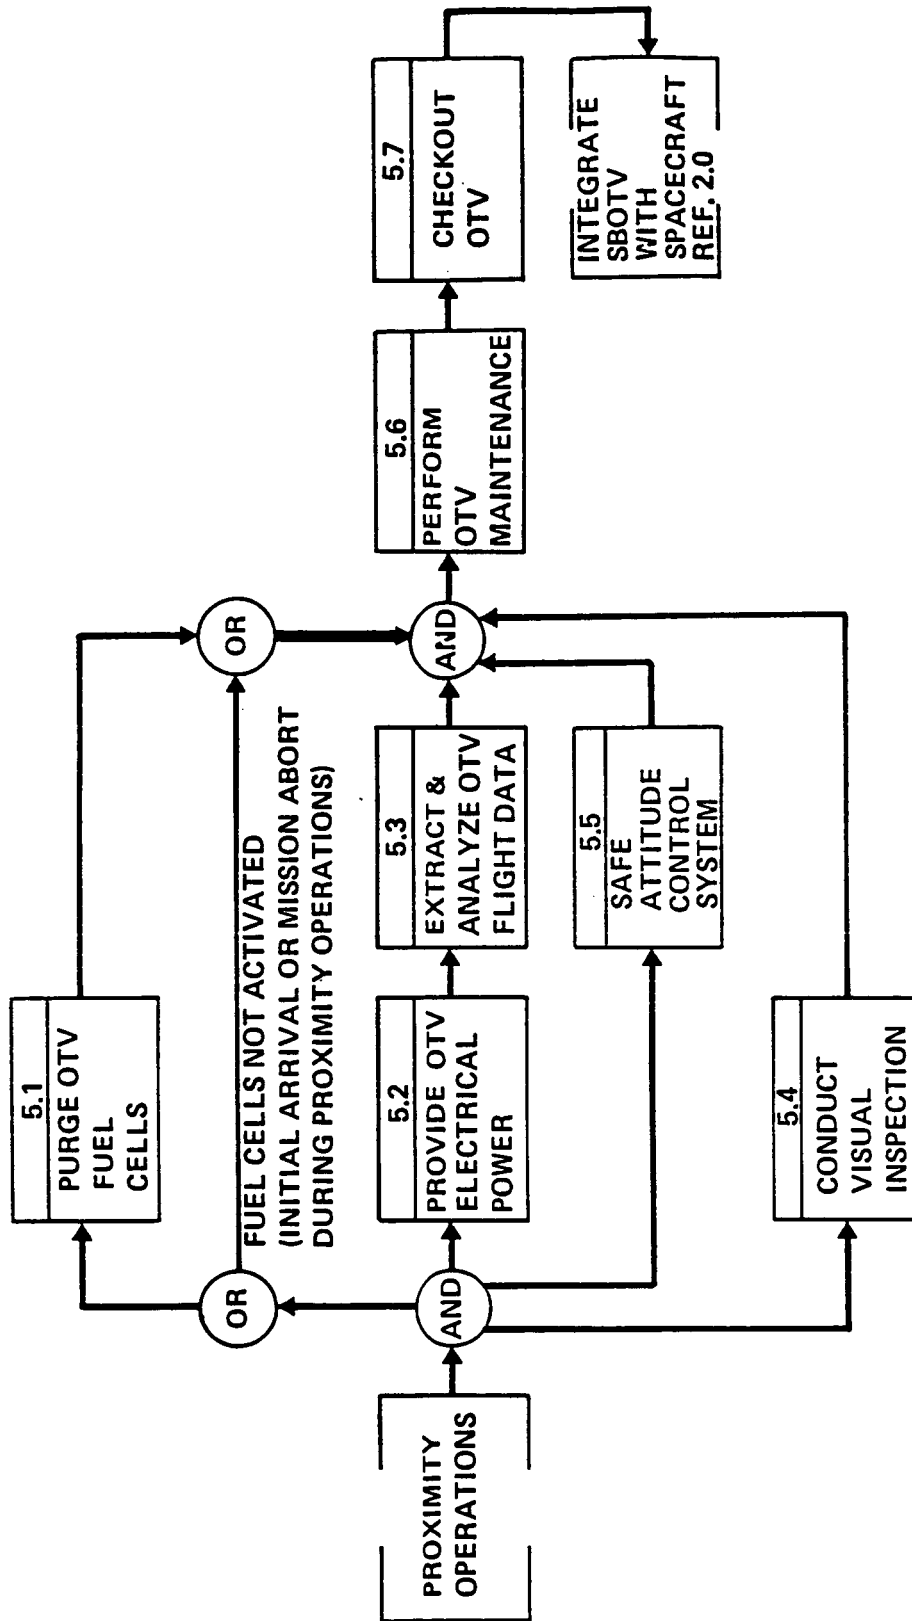 PROXIMITY
OPERATIONS
AND
OR
5.1
PURGE OTV
FUEL
CELLS
FUEL CELLS NOT ACTIVATED
(INITIAL ARRIVAL OR MISSION ABORT
DURING PROXIMITY OPERATIONS)
5.2
PROVIDE OTV
ELECTRICAL
POWER
5.3
EXTRACT &
ANALYZE OTV
FLIGHT DATA
5.5
SAFE
ATTITUDE
CONTROL
SYSTEM
5.4
CONDUCT
VISUAL
INSPECTION
OR
AND
5.6
PERFORM
OTV
MAINTENANCE
5.7
CHECKOUT
OTV
INTEGRATE
SBOTV
WITH
SPACECRAFT
REF. 2.0